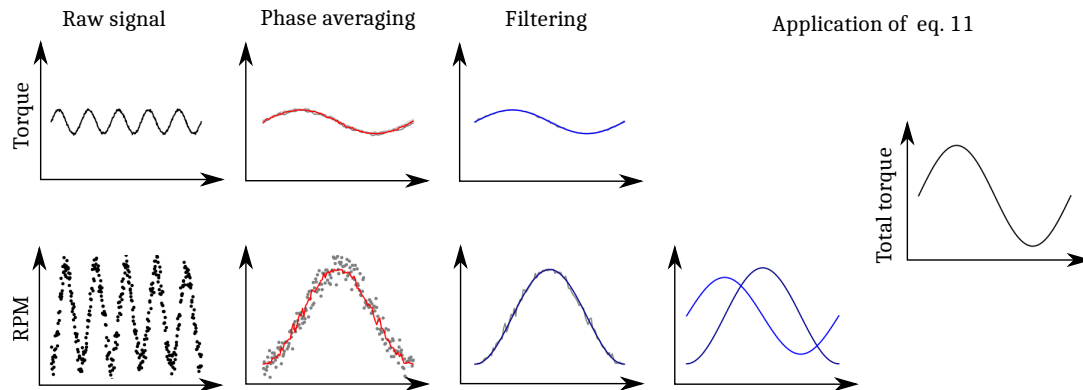 Raw signal
Phase averaging
Filtering
Application of eq. 11
Torque
Total torque
RPM